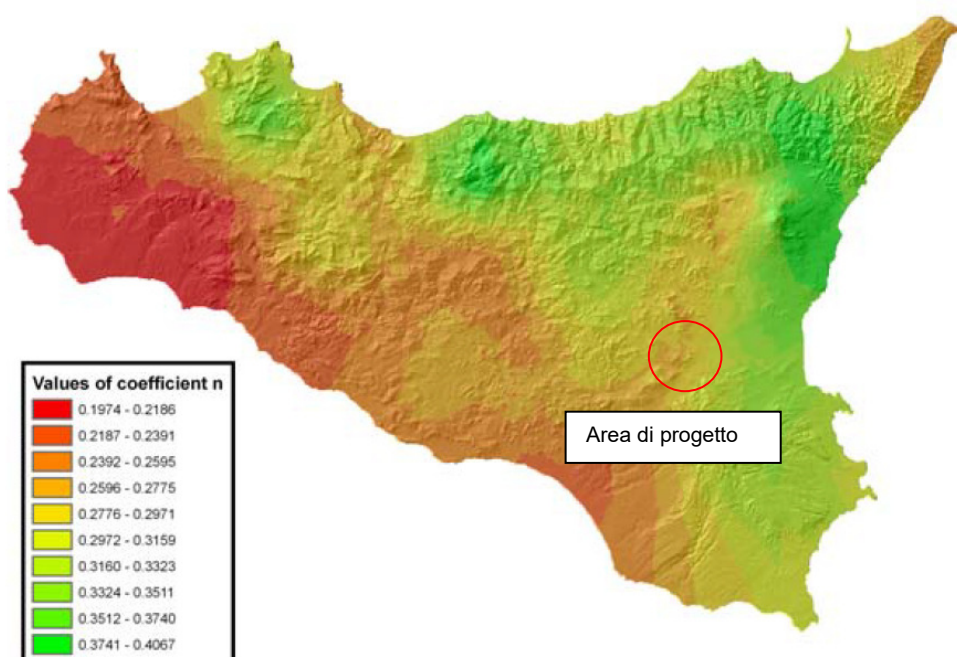 Area di progetto
Values of coefficient n
0.1974 - 0.2186
0.2187 - 0.2391
0.2392 - 0.2595
0.2596 - 0.2775
0.2776 - 0.2971
0.2972 - 0.3159
0.3160 - 0.3323
0.3324 - 0.3511
0.3512 - 0.3740
0.3741 - 0.4067